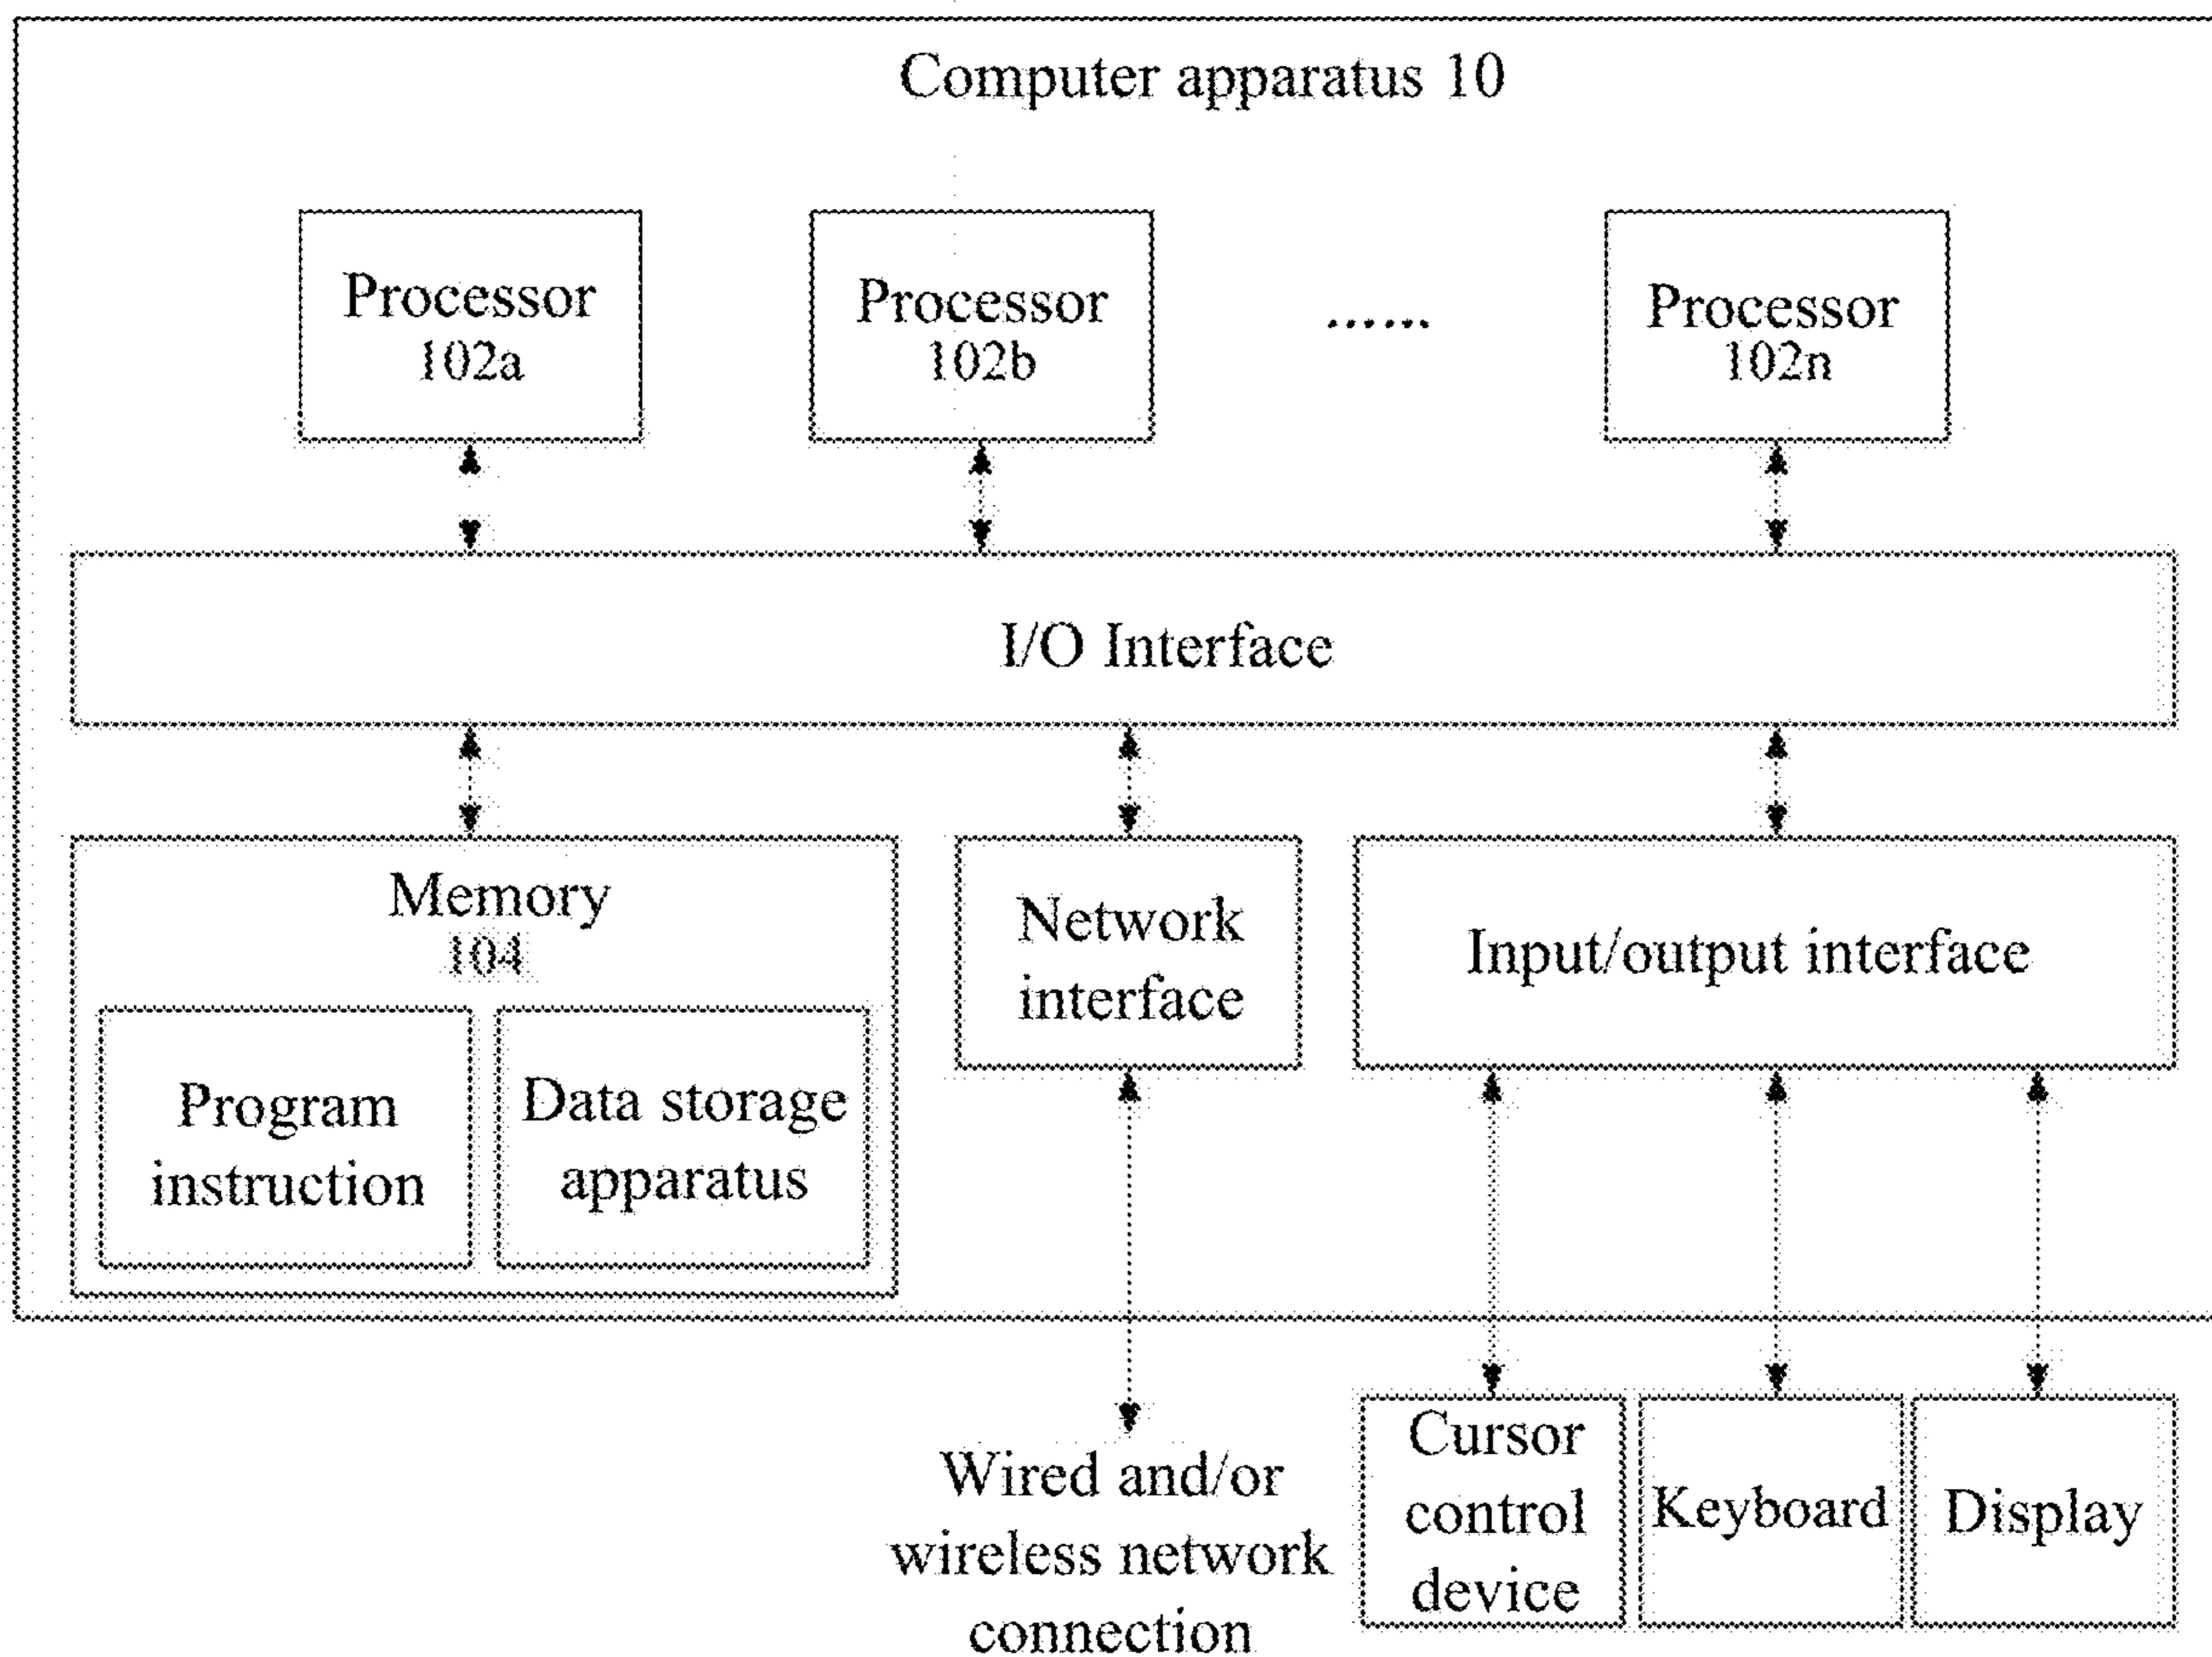 Computer apparatus 10
Processor
102a
Processor
102b
......
Processor
102n
I/O Interface
Memory
104
Program
instruction
Data storage
apparatus
Network
interface
Input/output interface
Wired and/or
wireless network
connection
Cursor
control
device
Keyboard
Display